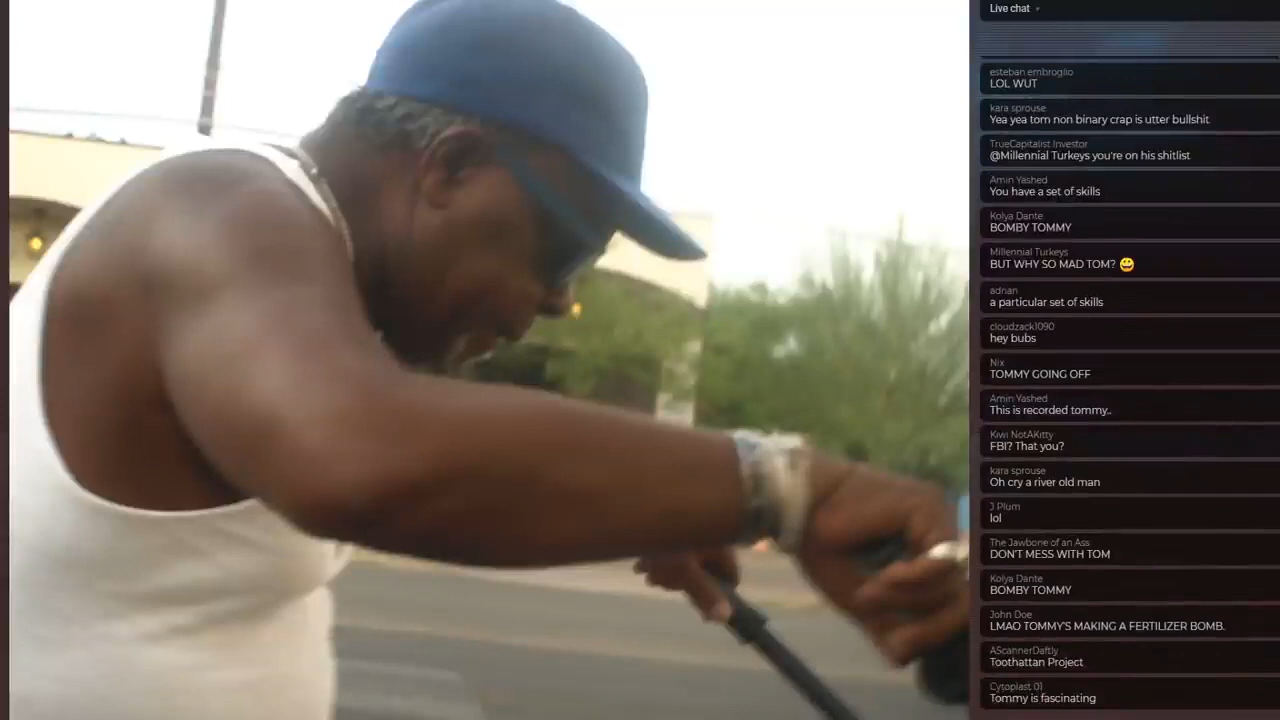 Live chat
esteban embroglio
LOL WUT
kara sprouse
Yea yea tom non binary crap is utter bullshit
TrueCapitalist Investor
@Millennial Turkeys you're on his shitlist
Amin Yashed
You have a set of skills
Kolya Dante
BOMBY TOMMY
Millennial Turkeys
BUT WHY SO MAD TOM? 😀
adnan
a particular set of skills
cloudzack1090
hey bubs
Nix
TOMMY GOING OFF
Amin Yashed
This is recorded tommy..
Kiwi NotAKitty
FBI? That you?
kara sprouse
Oh cry a river old man
J Plum
lol
The Jawbone of an Ass
DON'T MESS WITH TOM
Kolya Dante
BOMBY TOMMY
John Doe
LMAO TOMMY'S MAKING A FERTILIZER BOMB.
AScannerDaftly
Toothattan Project
Cytoplast 01
Tommy is fascinating